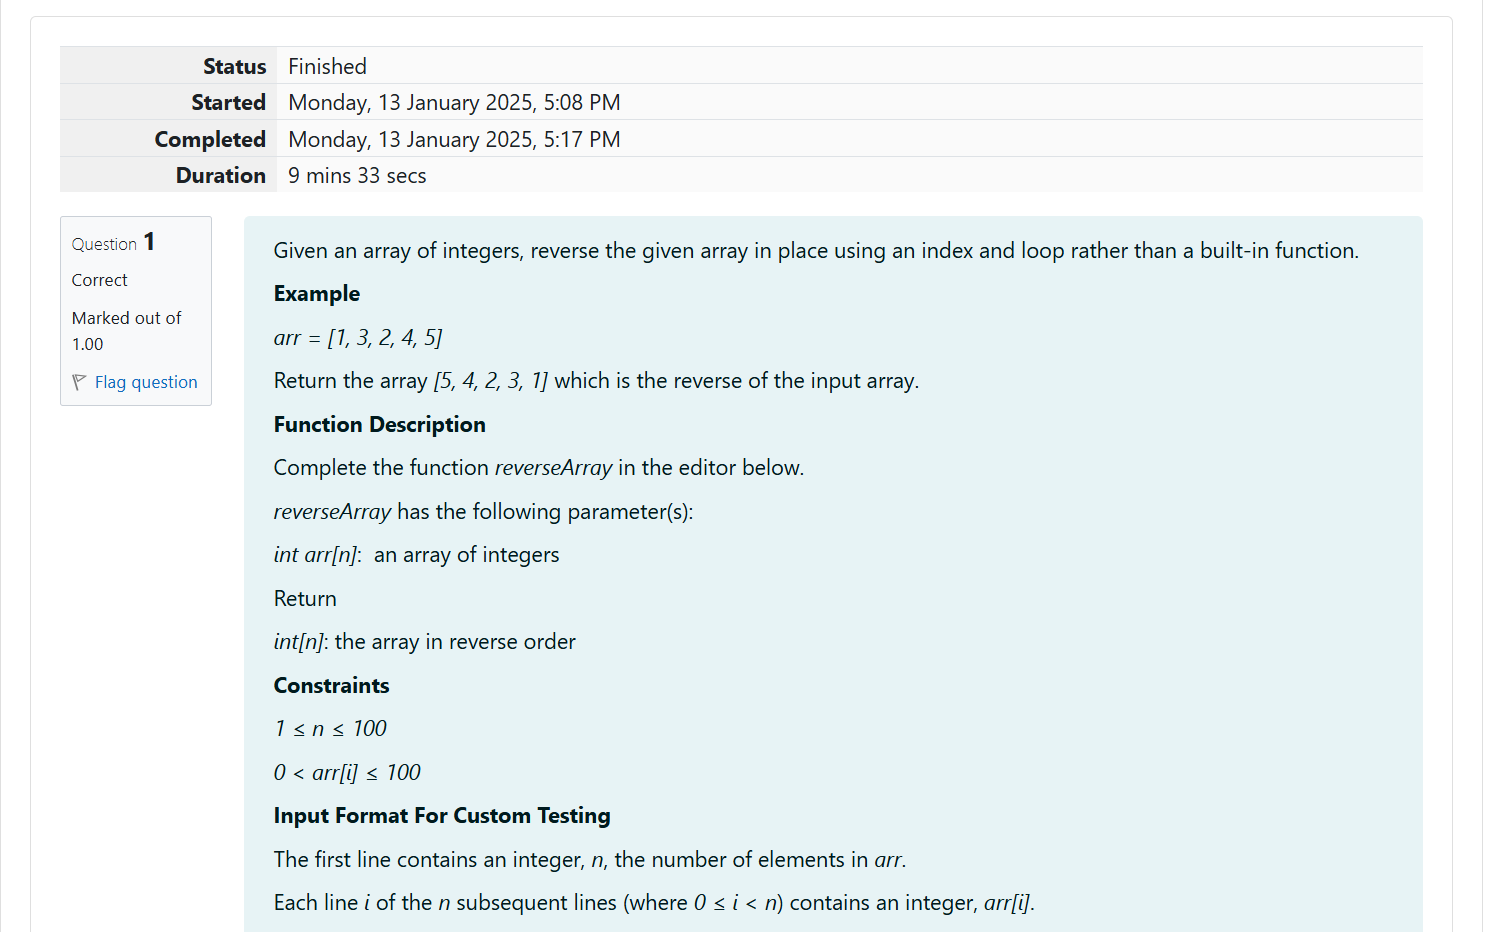 Status Finished
Started Monday, 13 January 2025, 5:08 PM
Completed Monday, 13 January 2025, 5:17 PM
Duration 9 mins 33 secs
Question 1
Correct
Marked out of
1.00
Flag question
Given an array of integers, reverse the given array in place using an index and loop rather than a built-in function.
Example
arr = [1, 3, 2, 4, 5]
Return the array [5, 4, 2, 3, 1] which is the reverse of the input array.
Function Description
Complete the function reverseArray in the editor below.
reverseArray has the following parameter(s):
int arr[n]: an array of integers
Return
int[n]: the array in reverse order
Constraints
1 ≤ n ≤ 100
0 < arr[i] ≤ 100
Input Format For Custom Testing
The first line contains an integer, n, the number of elements in arr.
Each line i of the n subsequent lines (where 0 ≤ i < n) contains an integer, arr[i].